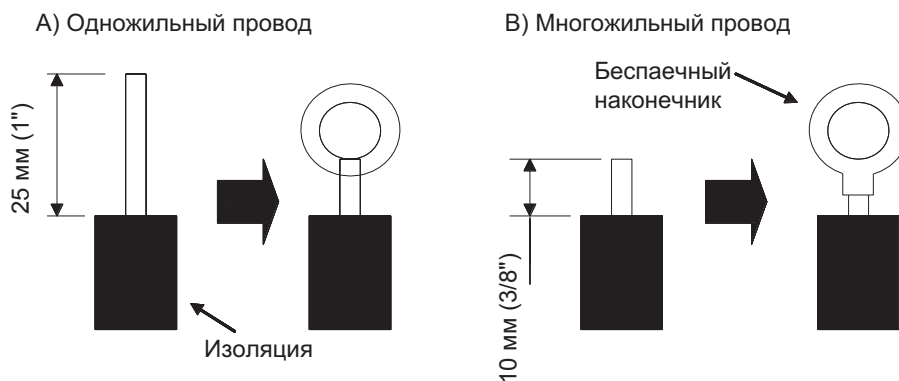 А) Одножильный провод
25 мм (1")
Изоляция
В) Многожильный провод
Беспаечный
наконечник
10 мм (3/8")